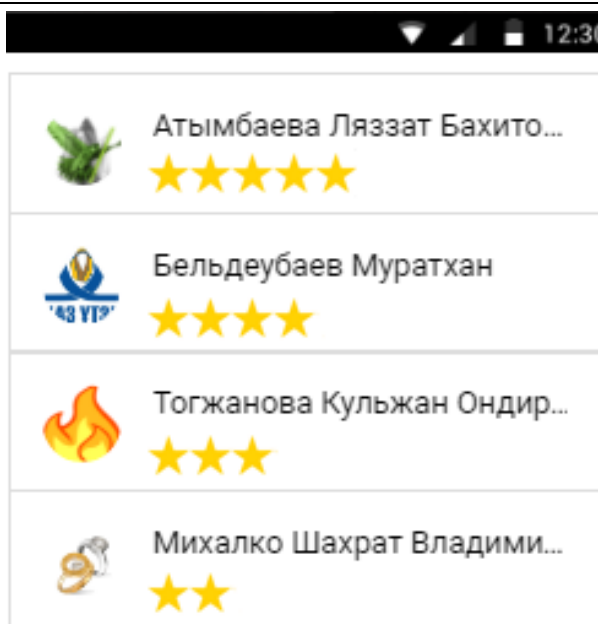 12:30
Атымбаева Ляззат Бахито...
Бельдеубаев Муратхан
Тогжанова Кульжан Ондир...
Михалко Шахрат Владими...